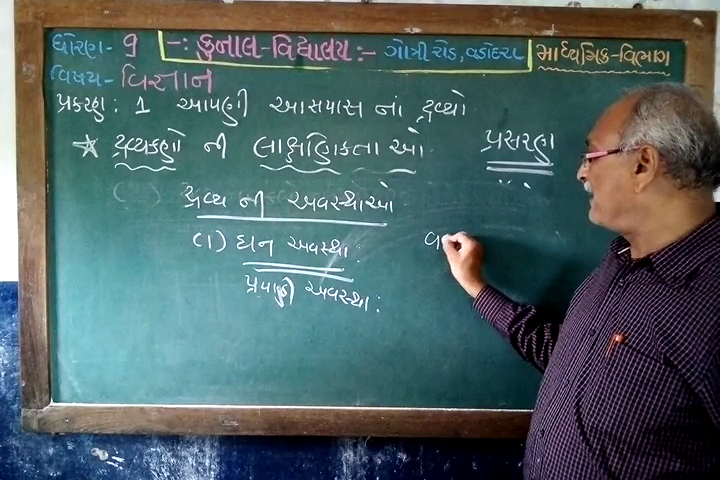 ધોરણ- 9 -: કુનાલ-વિદ્યાલય :- ગોત્રી રોડ, વડોદરા માધ્યમિક-વિભાગ
વિષય- વિજ્ઞાન
પ્રકરણ : 1 આપણી આસપાસ નાં દ્રવ્યો
☆ દ્રવ્યકણો ની લાક્ષણિકતા ઓ પ્રસરણ
દ્રવ્ય ની અવસ્થાઓ
(૧) ઘન અવસ્થા : વ
પ્રવાહી અવસ્થા :